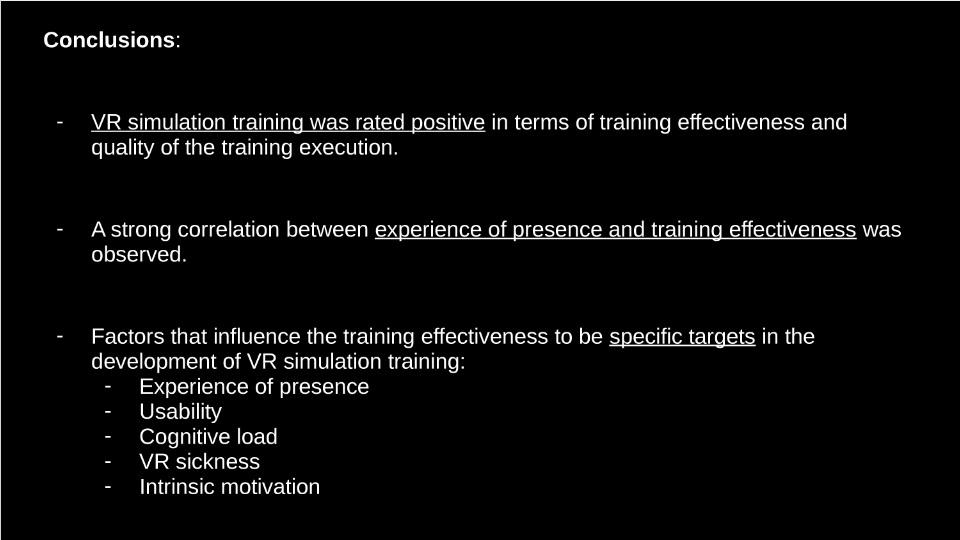 Conclusions:
- VR simulation training was rated positive in terms of training effectiveness and
quality of the training execution.
- A strong correlation between experience of presence and training effectiveness was
observed.
- Factors that influence the training effectiveness to be specific targets in the
development of VR simulation training:
- Experience of presence
- Usability
- Cognitive load
- VR sickness
- Intrinsic motivation